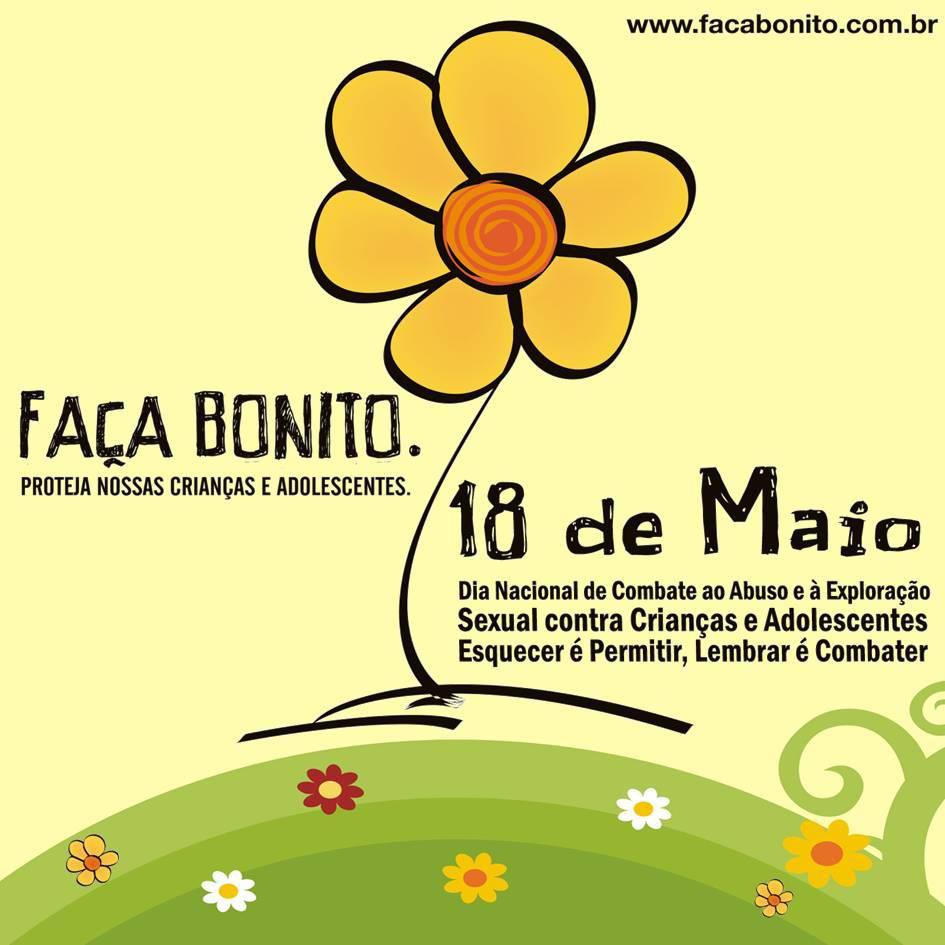 www.facabonito.com.br
FAÇA BONITO.
PROTEJA NOSSAS CRIANÇAS E ADOLESCENTES.
18 de Maio
Dia Nacional de Combate ao Abuso e à Exploração
Sexual contra Crianças e Adolescentes
Esquecer é Permitir, Lembrar é Combater